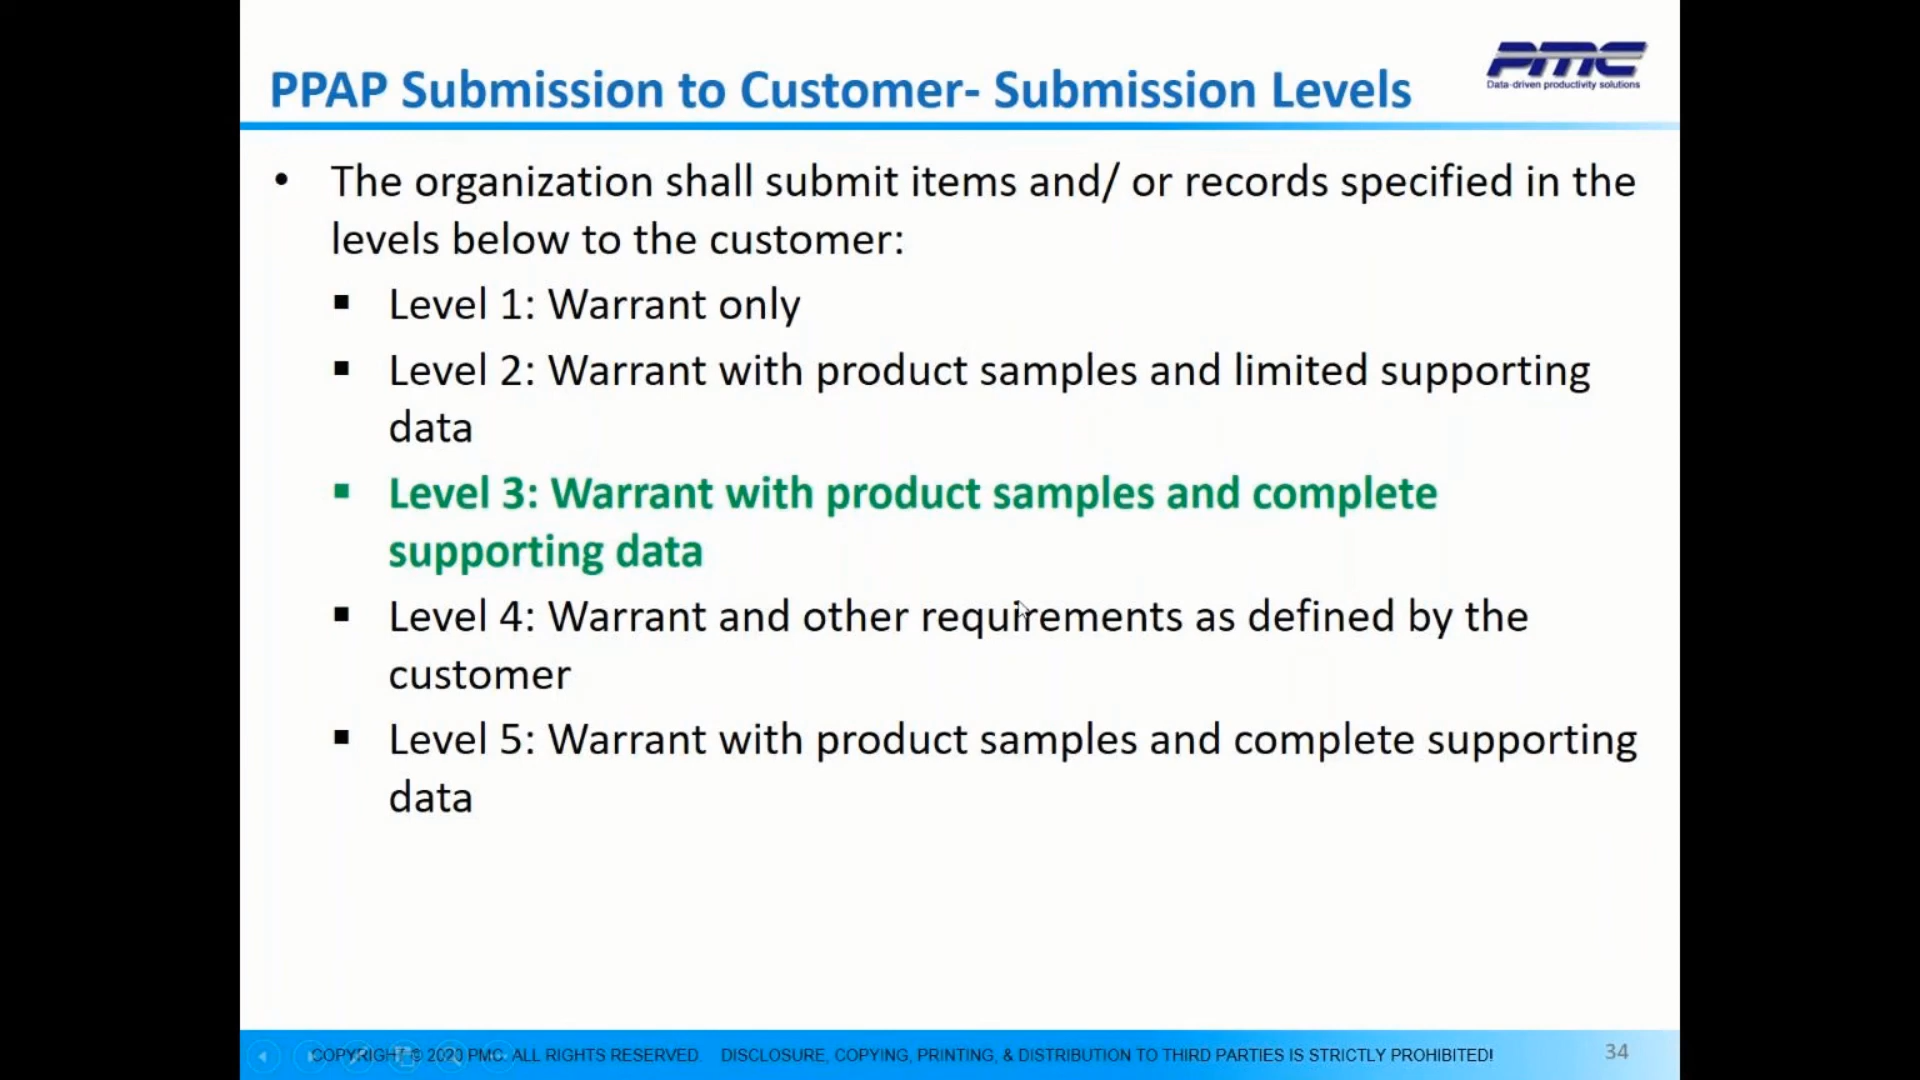 PPAP Submission to Customer- Submission Levels
PMC
Data-driven productivity solutions
• The organization shall submit items and/ or records specified in the
levels below to the customer:
▪ Level 1: Warrant only
▪ Level 2: Warrant with product samples and limited supporting
data
▪ Level 3: Warrant with product samples and complete
supporting data
▪ Level 4: Warrant and other requirements as defined by the
customer
▪ Level 5: Warrant with product samples and complete supporting
data
COPYRIGHT © 2020 PMC. ALL RIGHTS RESERVED. DISCLOSURE, COPYING, PRINTING, & DISTRIBUTION TO THIRD PARTIES IS STRICTLY PROHIBITED!
34